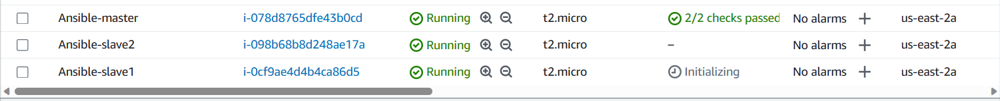 Ansible-master i-078d8765dfe43b0cd Running t2.micro 2/2 checks passed No alarms + us-east-2a
Ansible-slave2 i-098b68b8d248ae17a Running t2.micro – No alarms + us-east-2a
Ansible-slave1 i-0cf9ae4d4b4ca86d5 Running t2.micro Initializing No alarms + us-east-2a